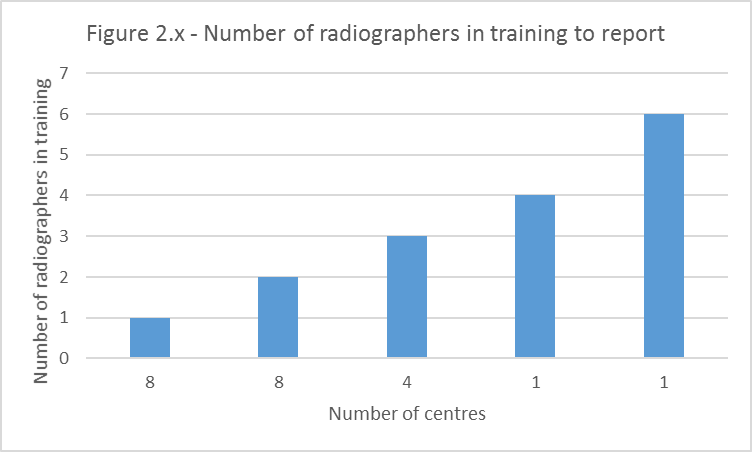 Figure 2.x - Number of radiographers in training to report
Number of radiographers in training
7
6
5
4
3
2
1
0
8 8 4 1 1
Number of centres